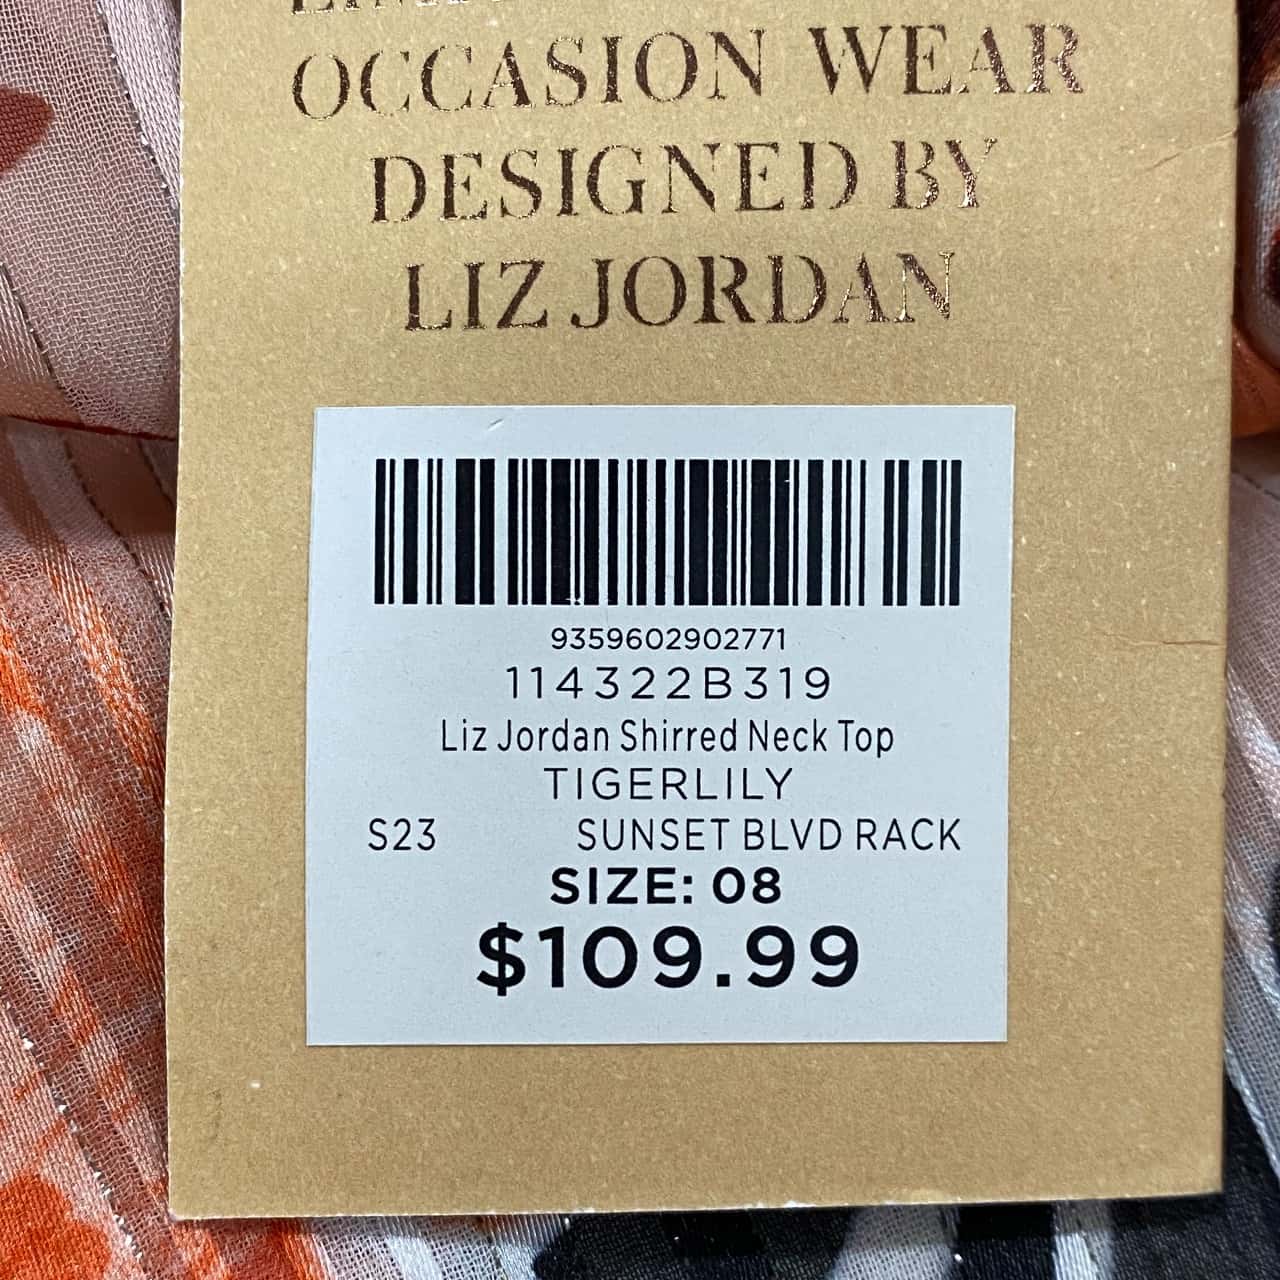 OCCASION WEAR
DESIGNED BY
LIZ JORDAN
9359602902771
114322B319
Liz Jordan Shirred Neck Top
TIGERLILY
S23 SUNSET BLVD RACK
SIZE: 08
$109.99